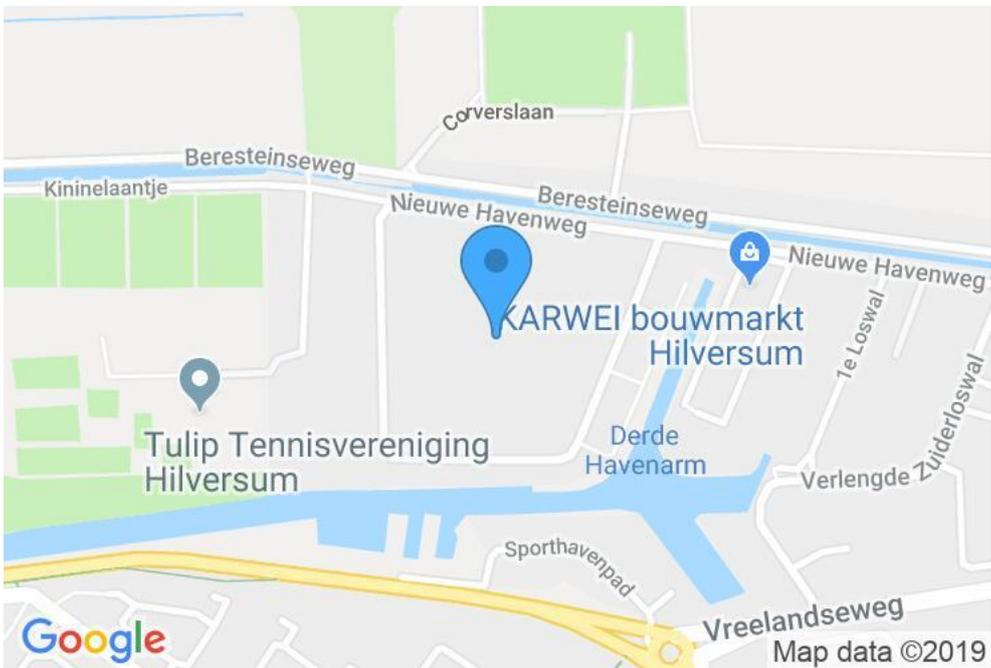 Corverslaan
Beresteinseweg
Kininelaantje
Nieuwe Havenweg
Beresteinseweg
Nieuwe Havenweg
KARWEI bouwmarkt
Hilversum
1e Loswal
Verlengde Zuiderloswal
Tulip Tennisvereniging
Hilversum
Derde
Havenarm
Sporthavenpad
Vreelandseweg
Google
Map data ©2019